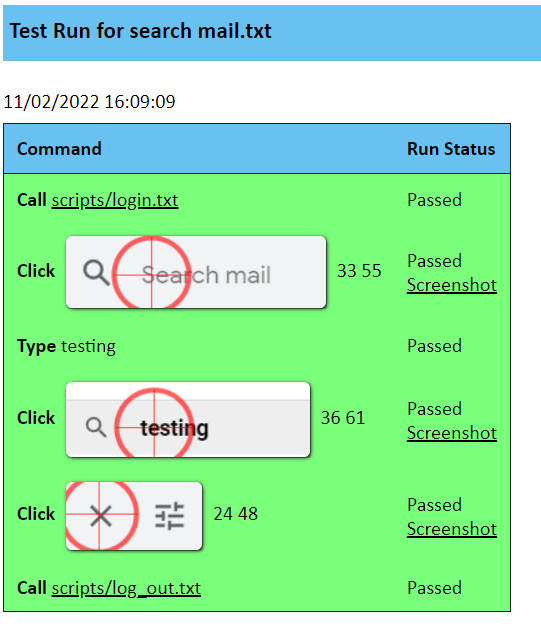 Test Run for search mail.txt
11/02/2022 16:09:09
Command Run Status
Call scripts/login.txt Passed
Click Search mail 33 55 Passed
Screenshot
Type testing Passed
Click testing 36 61 Passed
Screenshot
Click 24 48 Passed
Screenshot
Call scripts/log_out.txt Passed